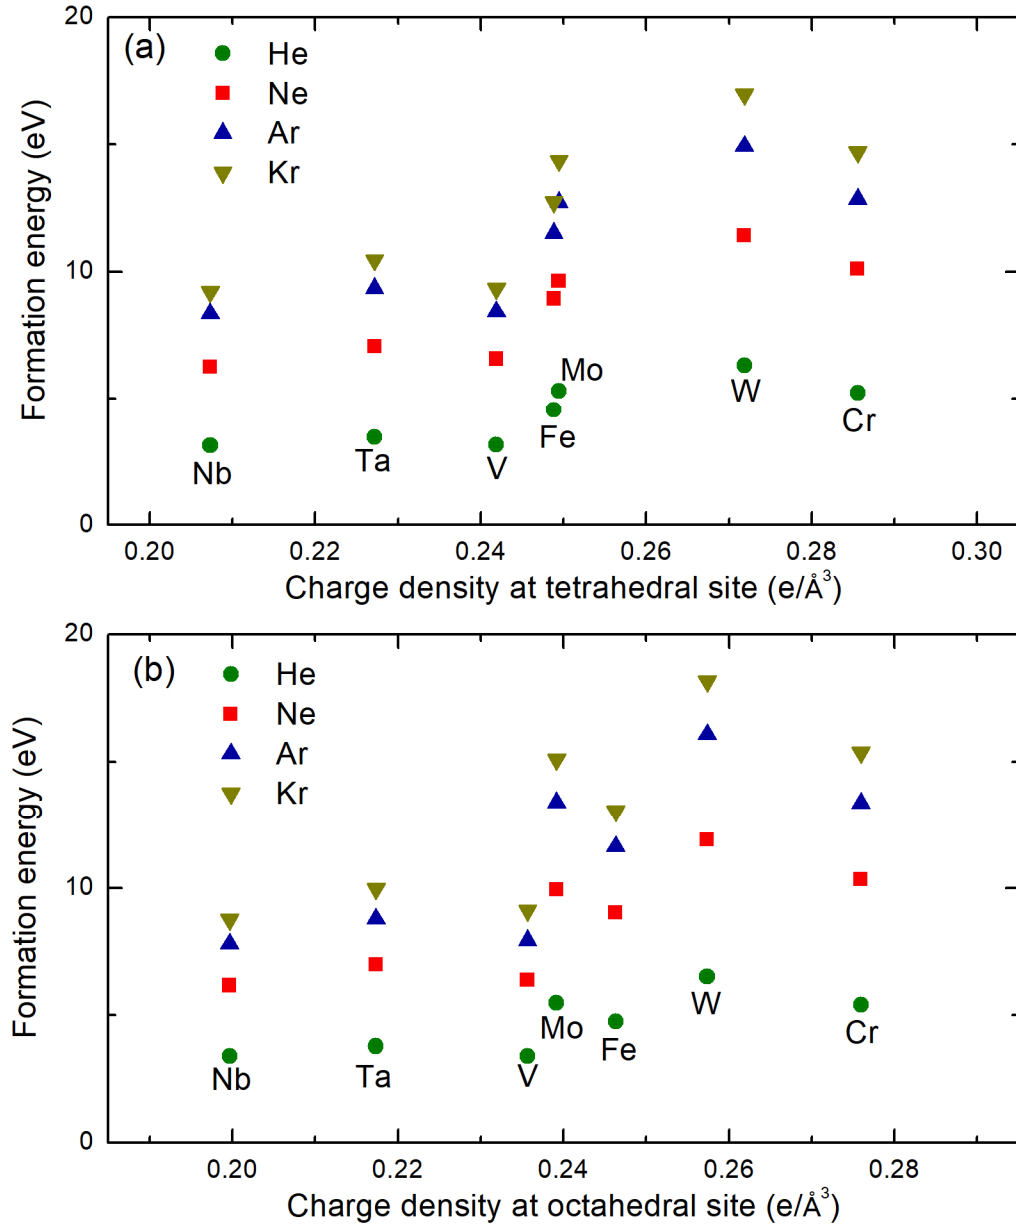 20
(a)
He
Ne
Ar
Kr
Formation energy (eV)
10
Mo
W
Fe
Cr
Ta
V
Nb
0
0.20
0.22
0.24
0.26
0.28
0.30
Charge density at tetrahedral site (e/Å³)
20
(b)
He
Ne
Ar
Kr
Formation energy (eV)
10
W
Mo
Cr
Fe
Nb
Ta
V
0
0.20
0.22
0.24
0.26
0.28
Charge density at octahedral site (e/Å³)